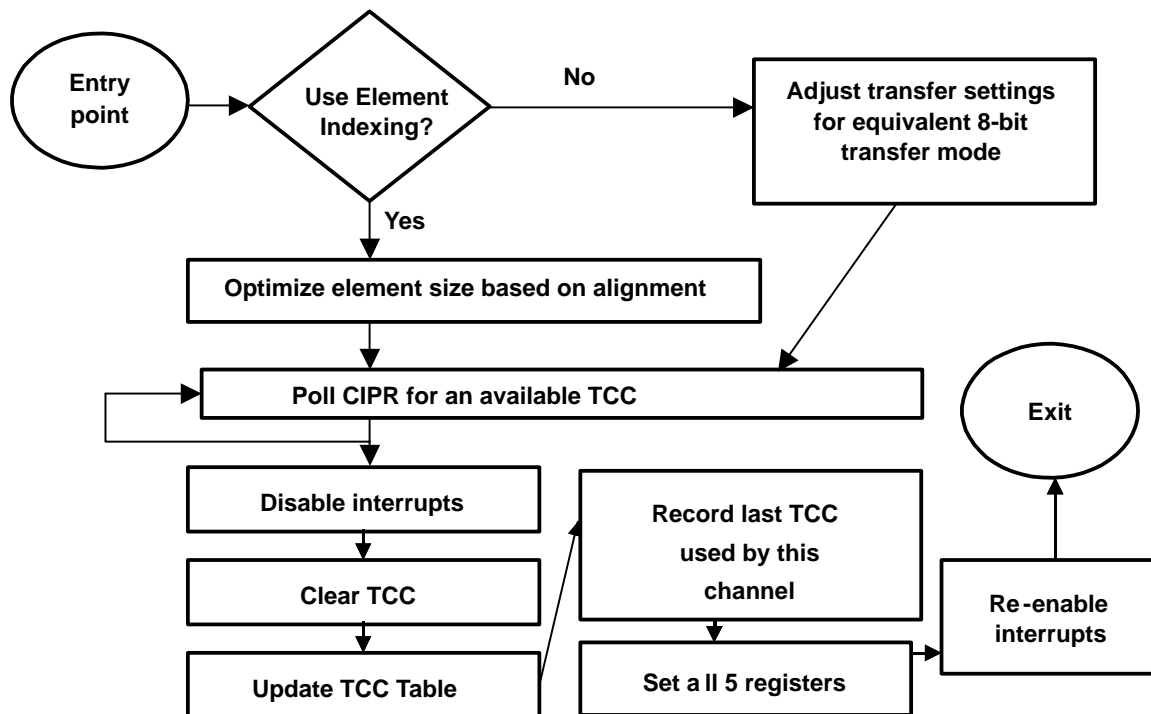 Entry
point
Use Element
Indexing?
No
Adjust transfer settings
for equivalent 8-bit
transfer mode
Yes
Optimize element size based on alignment
Poll CIPR for an available TCC
Exit
Disable interrupts
Record last TCC
used by this
channel
Clear TCC
Re-enable
interrupts
Update TCC Table
Set all 5 registers